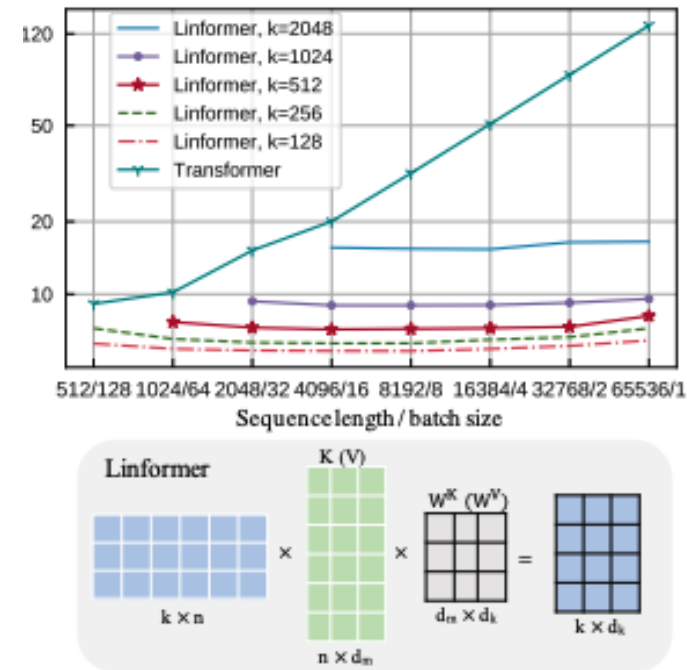 120
50
20
10
Linformer, k=2048
Linformer, k=1024
Linformer, k=512
Linformer, k=256
Linformer, k=128
Transformer
512/128 1024/64 2048/32 4096/16 8192/8 16384/4 32768/2 65536/1
Sequence length / batch size
Linformer
K (V)
W^K (W^V)
× × =
k × n
n × d_m
d_m × d_k
k × d_k